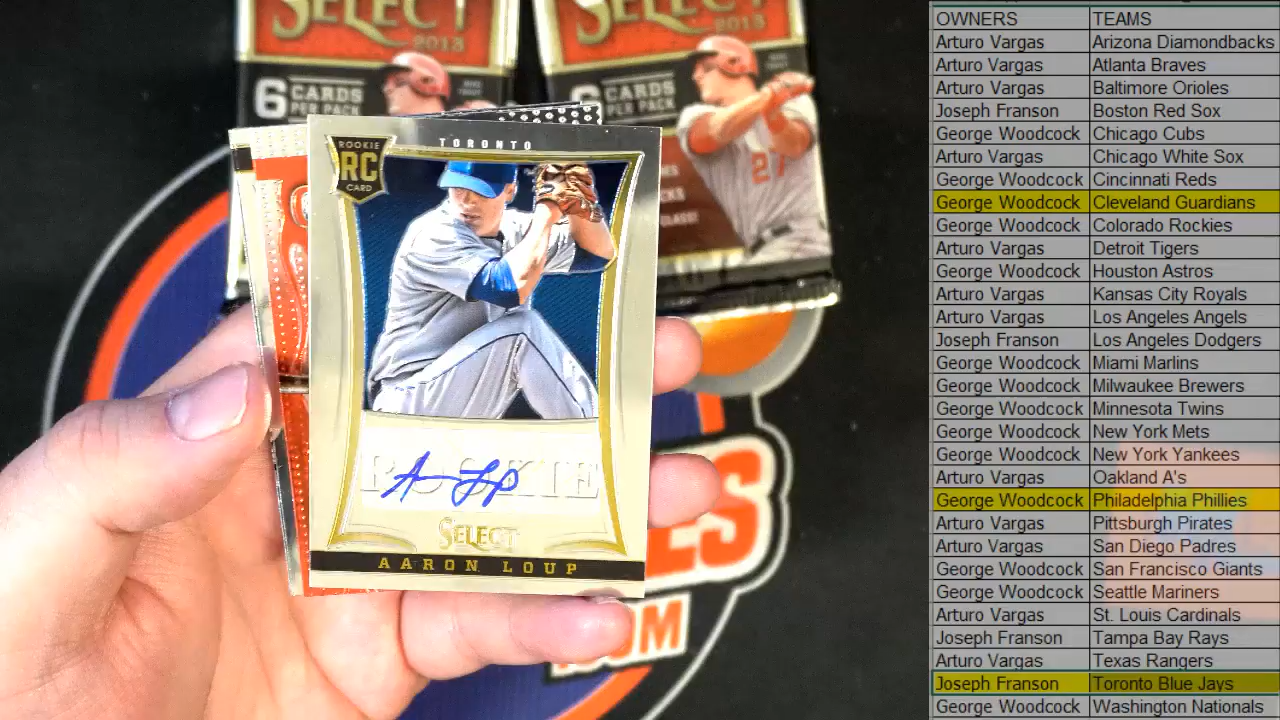 SELECT
2013
6 CARDS
PER PACK
SELECT
2013
CARDS
PER PACK
27
TORONTO
ROOKIE
RC
CARD
ROOKIE
A Lp
SELECT
AARON LOUP
ES
OM
OWNERS TEAMS
Arturo Vargas Arizona Diamondbacks
Arturo Vargas Atlanta Braves
Arturo Vargas Baltimore Orioles
Joseph Franson Boston Red Sox
George Woodcock Chicago Cubs
Arturo Vargas Chicago White Sox
George Woodcock Cincinnati Reds
George Woodcock Cleveland Guardians
George Woodcock Colorado Rockies
Arturo Vargas Detroit Tigers
George Woodcock Houston Astros
Arturo Vargas Kansas City Royals
Arturo Vargas Los Angeles Angels
Joseph Franson Los Angeles Dodgers
George Woodcock Miami Marlins
George Woodcock Milwaukee Brewers
George Woodcock Minnesota Twins
George Woodcock New York Mets
George Woodcock New York Yankees
Arturo Vargas Oakland A's
George Woodcock Philadelphia Phillies
Arturo Vargas Pittsburgh Pirates
Arturo Vargas San Diego Padres
George Woodcock San Francisco Giants
George Woodcock Seattle Mariners
Arturo Vargas St. Louis Cardinals
Joseph Franson Tampa Bay Rays
Arturo Vargas Texas Rangers
Joseph Franson Toronto Blue Jays
George Woodcock Washington Nationals